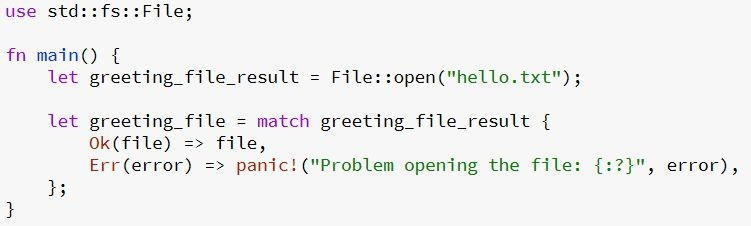 use std::fs::File;

fn main() {
    let greeting_file_result = File::open("hello.txt");

    let greeting_file = match greeting_file_result {
        Ok(file) => file,
        Err(error) => panic!("Problem opening the file: {:?}", error),
    };
}